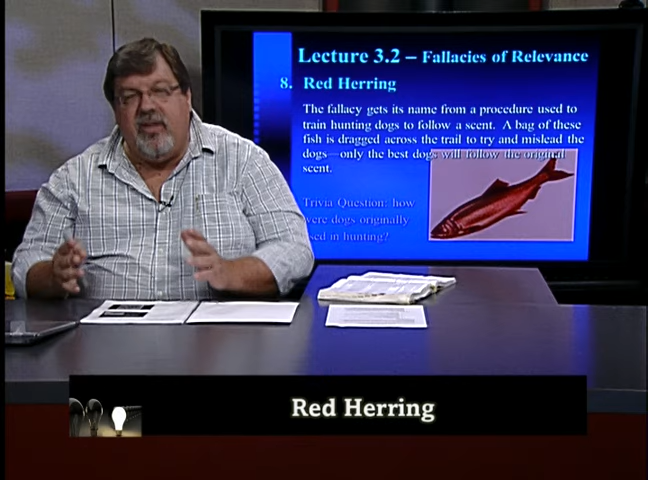 Lecture 3.2 – Fallacies of Relevance
8. Red Herring
The fallacy gets its name from a procedure used to
train hunting dogs to follow a scent. A bag of these
fish is dragged across the trail to try and mislead the
dogs—only the best dogs will follow the original
scent.
Trivia Question: how
were dogs originally
used in hunting?
Red Herring